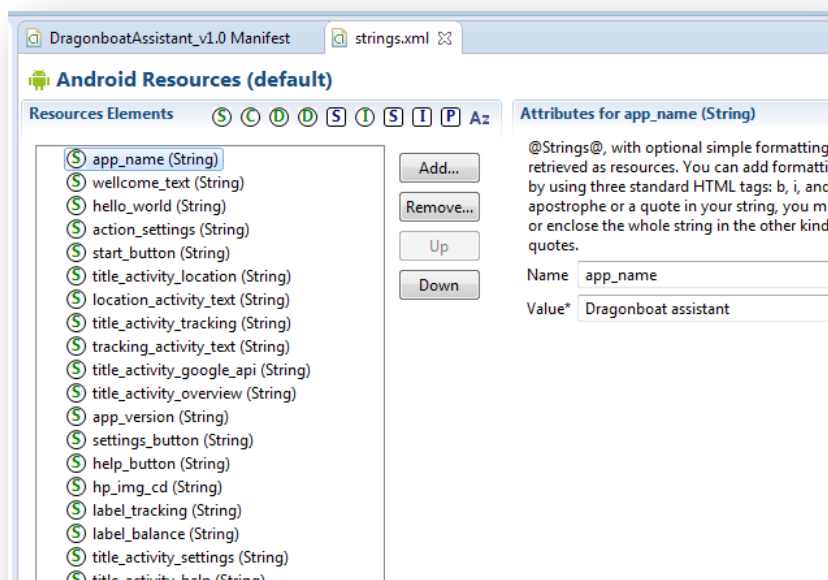 DragonboatAssistant_v1.0 Manifest
strings.xml
Android Resources (default)
Resources Elements
S C D D S I S I P Az
S app_name (String)
S wellcome_text (String)
S hello_world (String)
S action_settings (String)
S start_button (String)
S title_activity_location (String)
S location_activity_text (String)
S title_activity_tracking (String)
S tracking_activity_text (String)
S title_activity_google_api (String)
S title_activity_overview (String)
S app_version (String)
S settings_button (String)
S help_button (String)
S hp_img_cd (String)
S label_tracking (String)
S label_balance (String)
S title_activity_settings (String)
S title_activity_help (String)
Add...
Remove...
Up
Down
Attributes for app_name (String)
@Strings@, with optional simple formatting
retrieved as resources. You can add formatti
by using three standard HTML tags: b, i, and
apostrophe or a quote in your string, you m
or enclose the whole string in the other kind
quotes.
Name app_name
Value* Dragonboat assistant